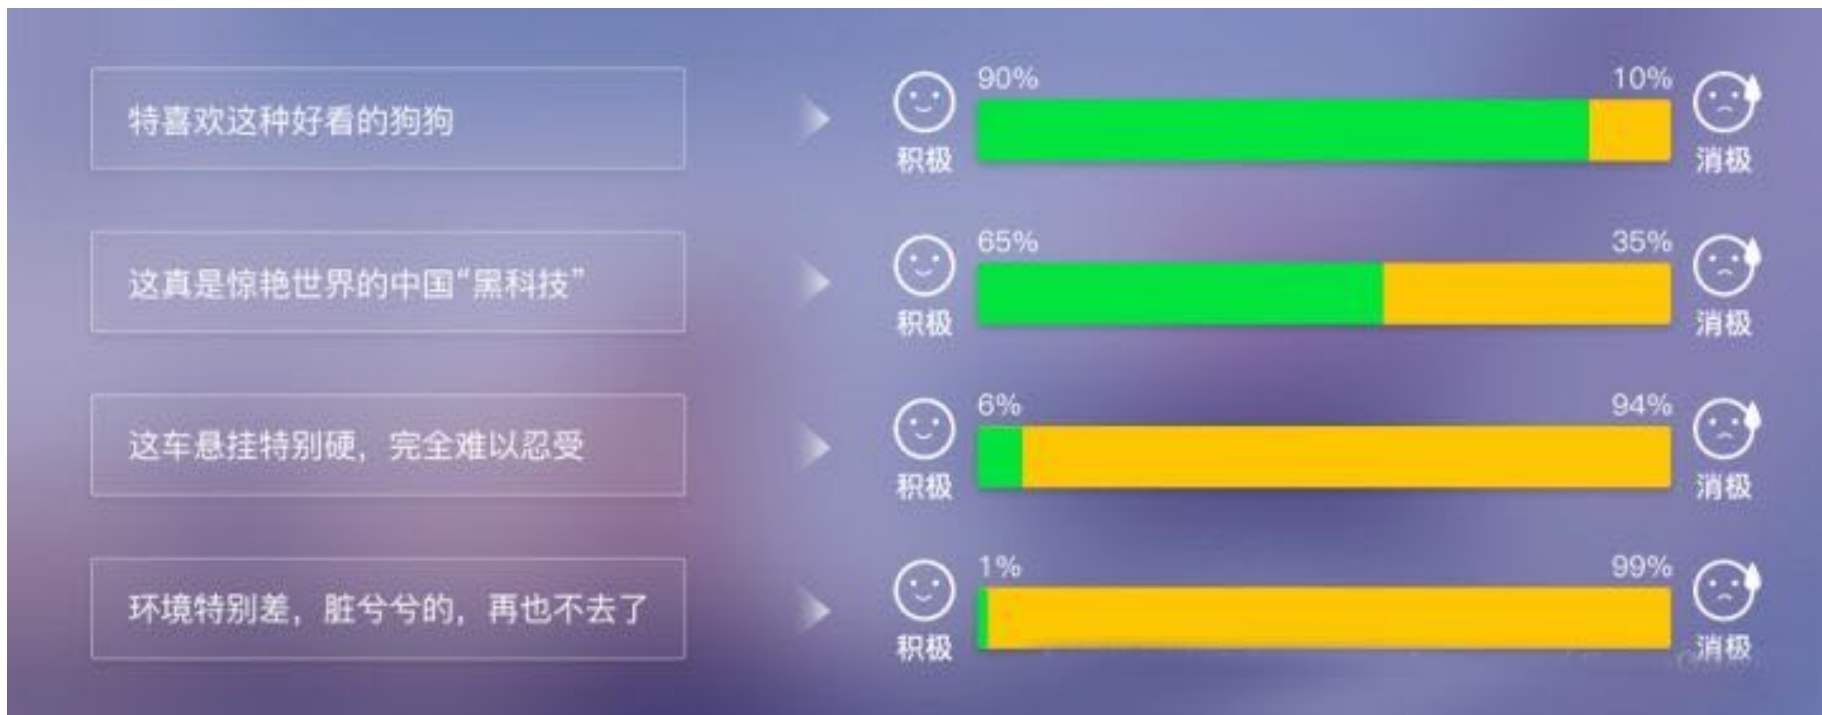 特喜欢这种好看的狗狗
90% 10%
积极 消极
这真是惊艳世界的中国“黑科技”
65% 35%
积极 消极
这车悬挂特别硬，完全难以忍受
6% 94%
积极 消极
环境特别差，脏兮兮的，再也不去了
1% 99%
积极 消极